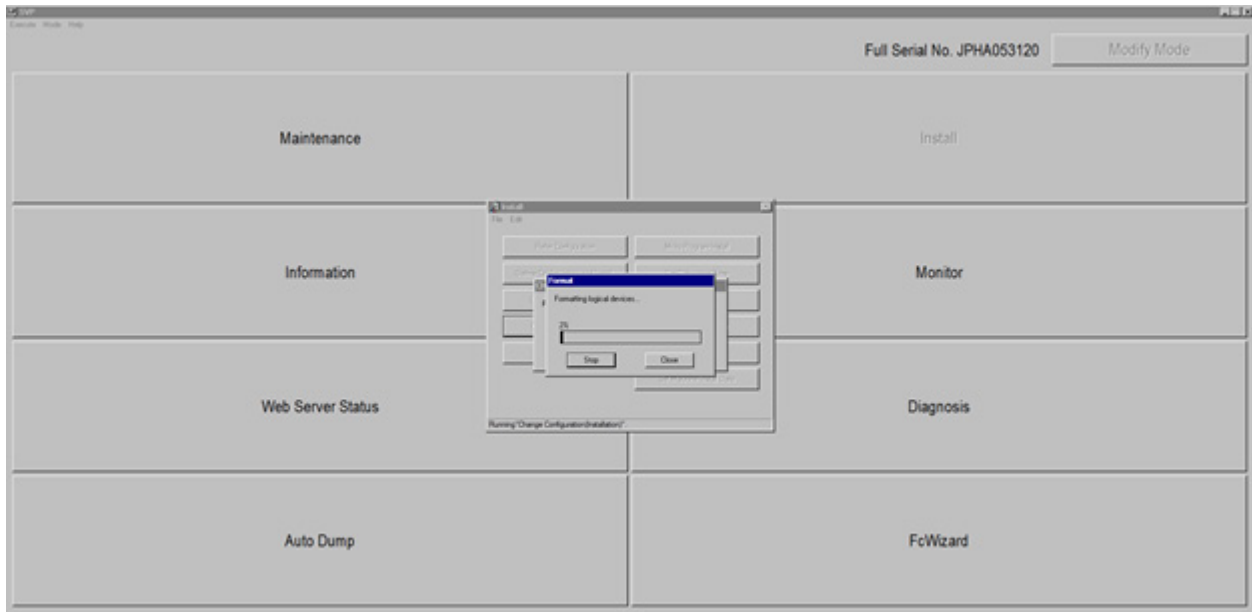 SVP
Execute Mode Help
Full Serial No. JPHA053120
Modify Mode
Maintenance
Install
Information
Monitor
Web Server Status
Diagnosis
Auto Dump
FcWizard
Install
File Edit
Format
Formatting logical devices...
2%
Stop
Close
Running "Change Configuration(Installation)"